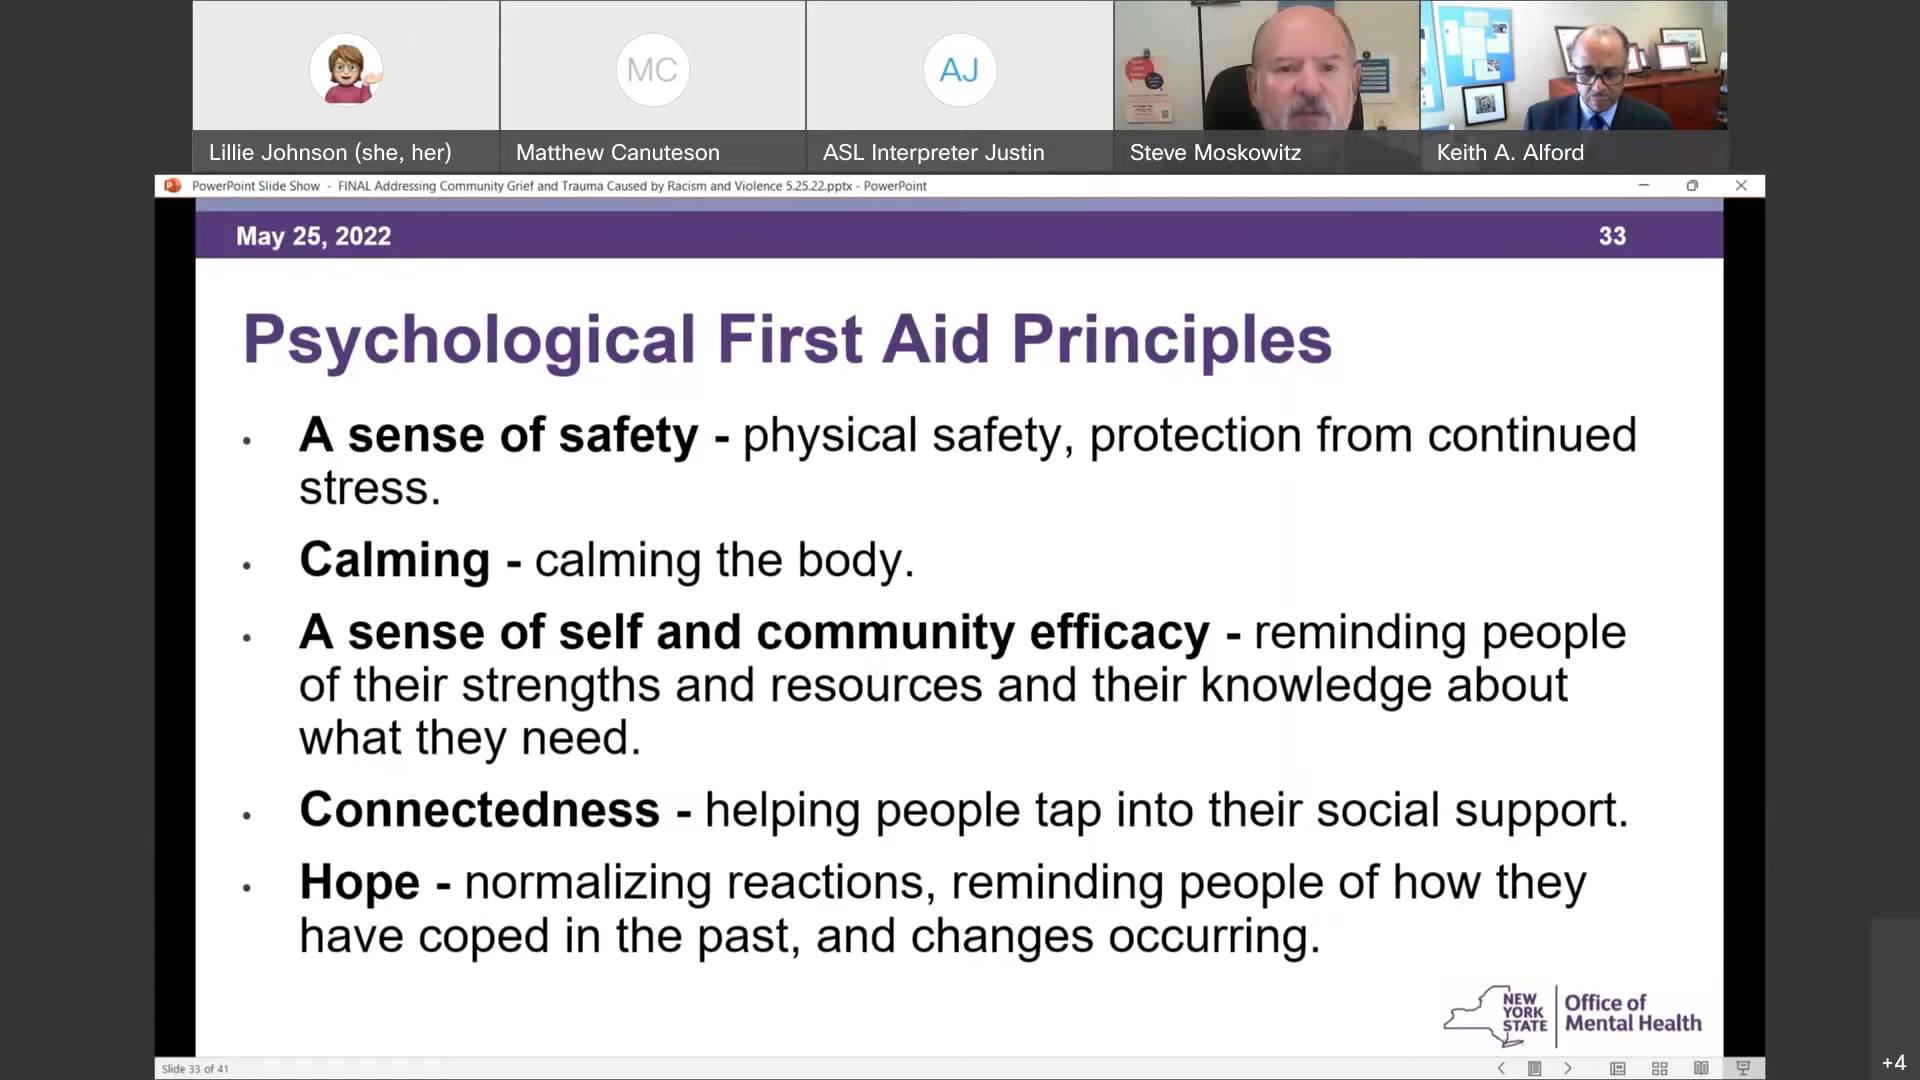 MC
AJ
Lillie Johnson (she, her)
Matthew Canuteson
ASL Interpreter Justin
Steve Moskowitz
Keith A. Alford
PowerPoint Slide Show - FINAL Addressing Community Grief and Trauma Caused by Racism and Violence 5.25.22.pptx - PowerPoint
May 25, 2022
33
Psychological First Aid Principles
• A sense of safety - physical safety, protection from continued
stress.
• Calming - calming the body.
• A sense of self and community efficacy - reminding people
of their strengths and resources and their knowledge about
what they need.
• Connectedness - helping people tap into their social support.
• Hope - normalizing reactions, reminding people of how they
have coped in the past, and changes occurring.
NEW
YORK
STATE
Office of
Mental Health
Slide 33 of 41
+4